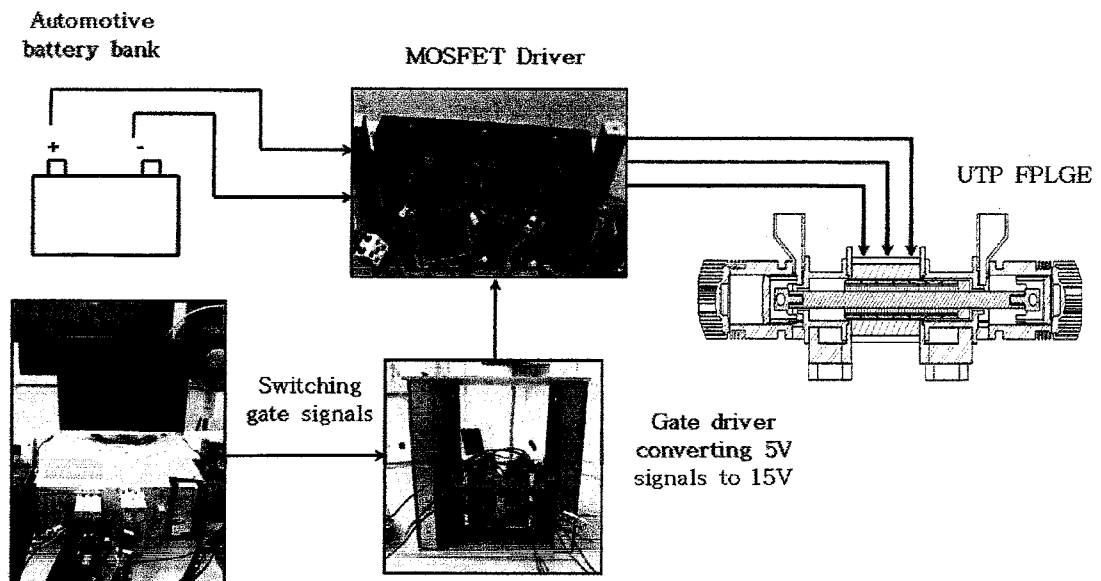 Automotive
battery bank
MOSFET Driver
+ -
UTP FPLGE
Switching
gate signals
Gate driver
converting 5V
signals to 15V